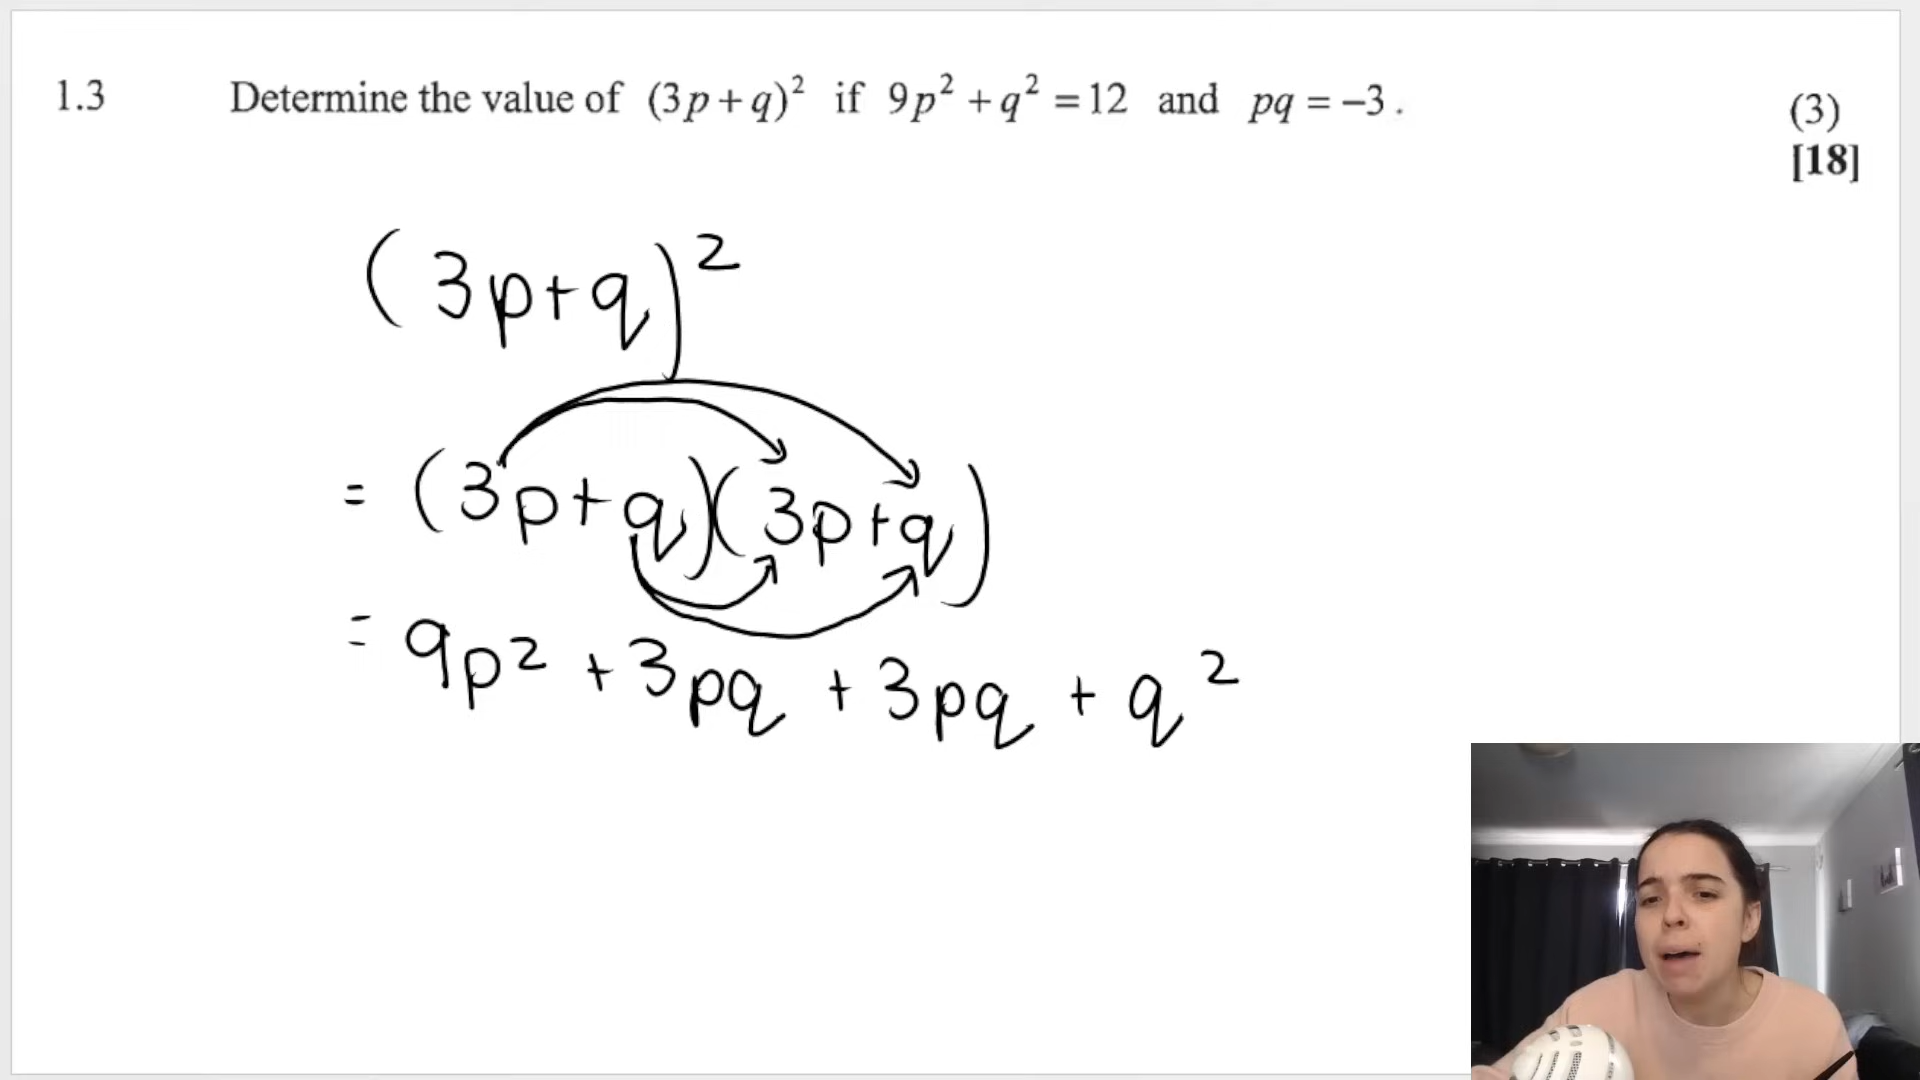 1.3 Determine the value of (3p+q)² if 9p² + q² = 12 and pq = –3. (3)
[18]
(3p+q)²
= (3p+q)(3p+q)
= 9p² + 3pq + 3pq + q²